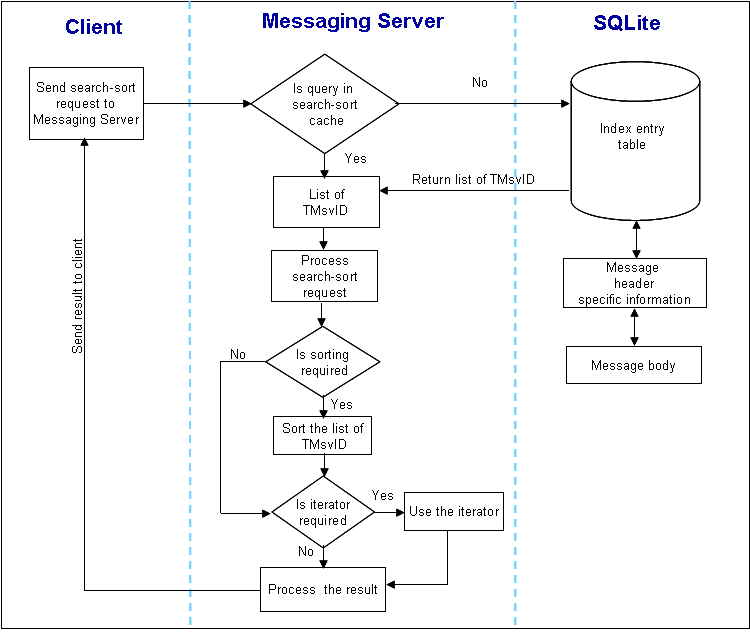 Client
Messaging Server
SQLite
Send search-sort
request to
Messaging Server
Is query in
search-sort
cache
No
Index entry
table
Yes
Return list of TMsvID
List of
TMsvID
Process
search-sort
request
Message
header
specific information
Send result to client
No
Is sorting
required
Message body
Yes
Sort the list of
TMsvID
Is iterator
required
Yes
Use the iterator
No
Process the result